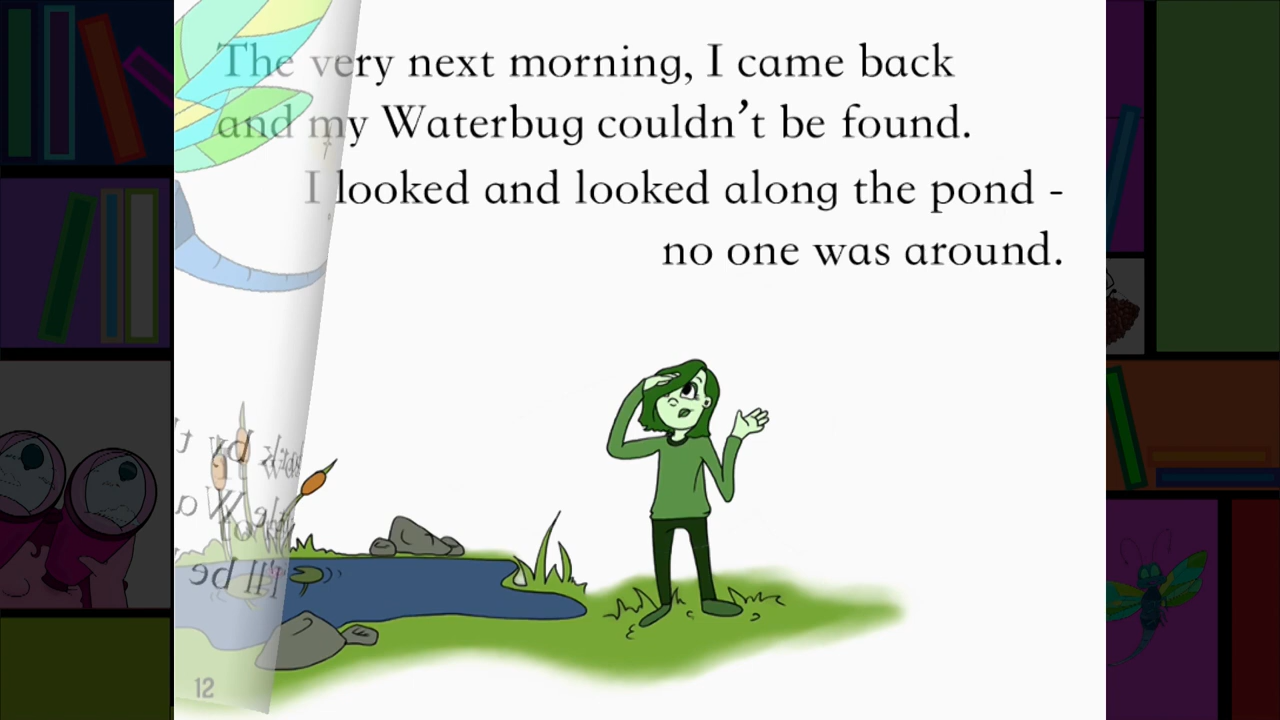 The very next morning, I came back
and my Waterbug couldn't be found.
I looked and looked along the pond -
no one was around.
12